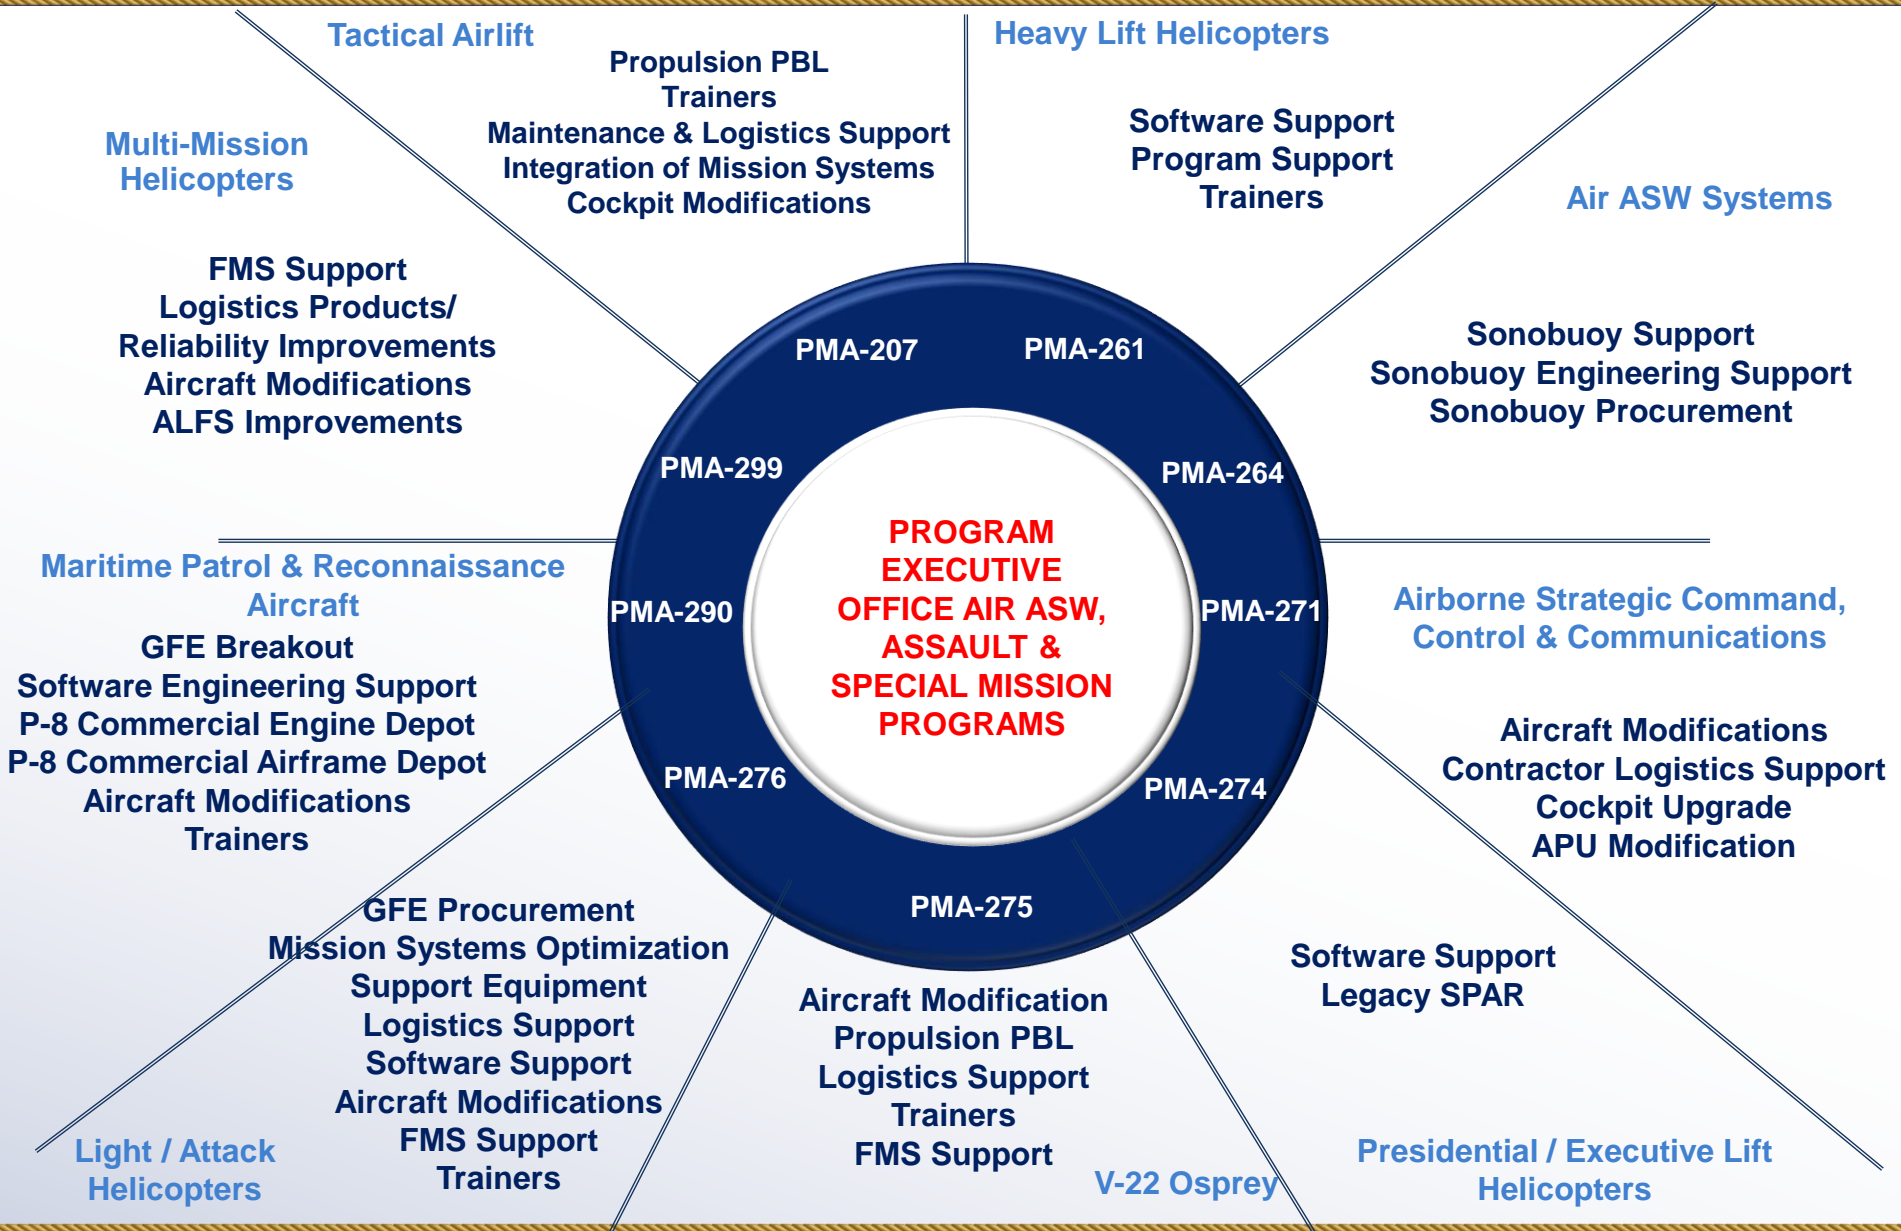 Tactical Airlift
Propulsion PBL
Trainers
Maintenance & Logistics Support
Integration of Mission Systems
Cockpit Modifications
Heavy Lift Helicopters
Software Support
Program Support
Trainers
Multi-Mission
Helicopters
FMS Support
Logistics Products/
Reliability Improvements
Aircraft Modifications
ALFS Improvements
Air ASW Systems
Sonobuoy Support
Sonobuoy Engineering Support
Sonobuoy Procurement
PMA-207
PMA-261
PMA-299
PMA-264
PMA-290
PMA-271
PMA-276
PMA-274
PMA-275
PROGRAM
EXECUTIVE
OFFICE AIR ASW,
ASSAULT &
SPECIAL MISSION
PROGRAMS
Maritime Patrol & Reconnaissance
Aircraft
GFE Breakout
Software Engineering Support
P-8 Commercial Engine Depot
P-8 Commercial Airframe Depot
Aircraft Modifications
Trainers
Airborne Strategic Command,
Control & Communications
Aircraft Modifications
Contractor Logistics Support
Cockpit Upgrade
APU Modification
GFE Procurement
Mission Systems Optimization
Support Equipment
Logistics Support
Software Support
Aircraft Modifications
FMS Support
Trainers
Light / Attack
Helicopters
Aircraft Modification
Propulsion PBL
Logistics Support
Trainers
FMS Support
V-22 Osprey
Software Support
Legacy SPAR
Presidential / Executive Lift
Helicopters